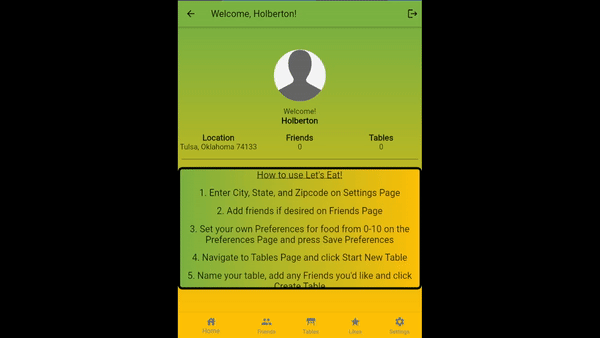 Welcome, Holberton!
Welcome!
Holberton
Location Friends Tables
Tulsa, Oklahoma 74133 0 0
How to use Let's Eat!
1. Enter City, State, and Zipcode on Settings Page
2. Add friends if desired on Friends Page
3. Set your own Preferences for food from 0-10 on the
Preferences Page and press Save Preferences
4. Navigate to Tables Page and click Start New Table
5. Name your table, add any Friends you'd like and click
Create Table
Home Friends Tables Likes Settings